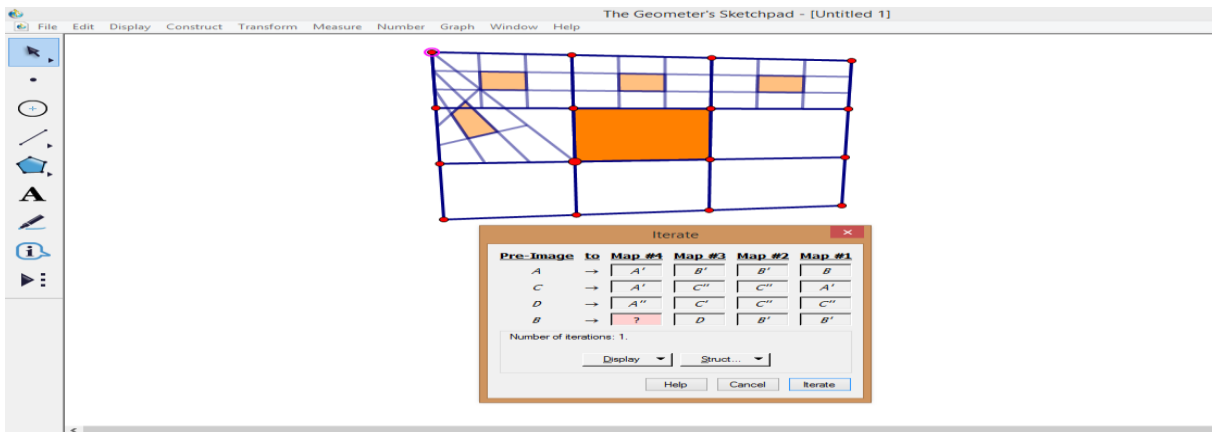 The Geometer's Sketchpad - [Untitled 1]
File Edit Display Construct Transform Measure Number Graph Window Help
A
i
Iterate
Pre-Image to Map #4 Map #3 Map #2 Map #1
A → A' B' B' B
C → A' C'' C'' A'
D → A'' C' C'' C''
B → ? D B' B'
Number of iterations: 1.
Display Struct...
Help Cancel Iterate